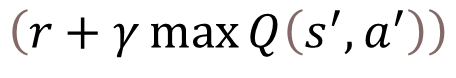 (r + γ max Q(s′, a′))